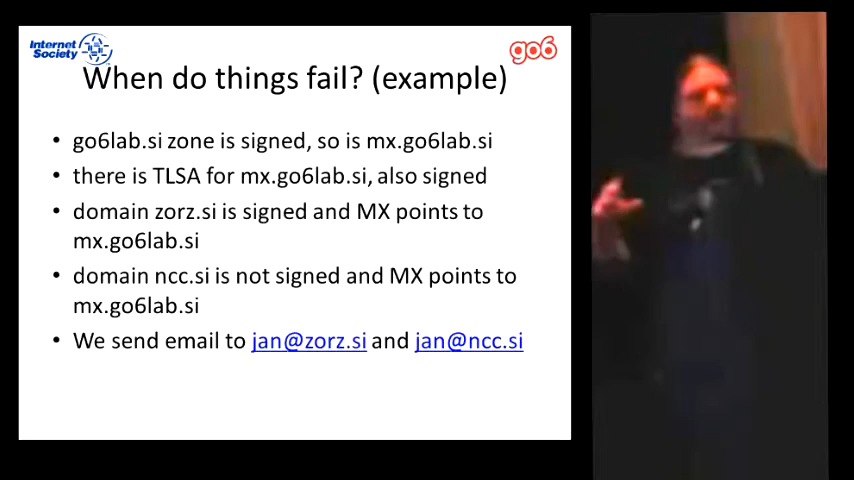 Internet
Society
go6
When do things fail? (example)
• go6lab.si zone is signed, so is mx.go6lab.si
• there is TLSA for mx.go6lab.si, also signed
• domain zorz.si is signed and MX points to
mx.go6lab.si
• domain ncc.si is not signed and MX points to
mx.go6lab.si
• We send email to jan@zorz.si and jan@ncc.si